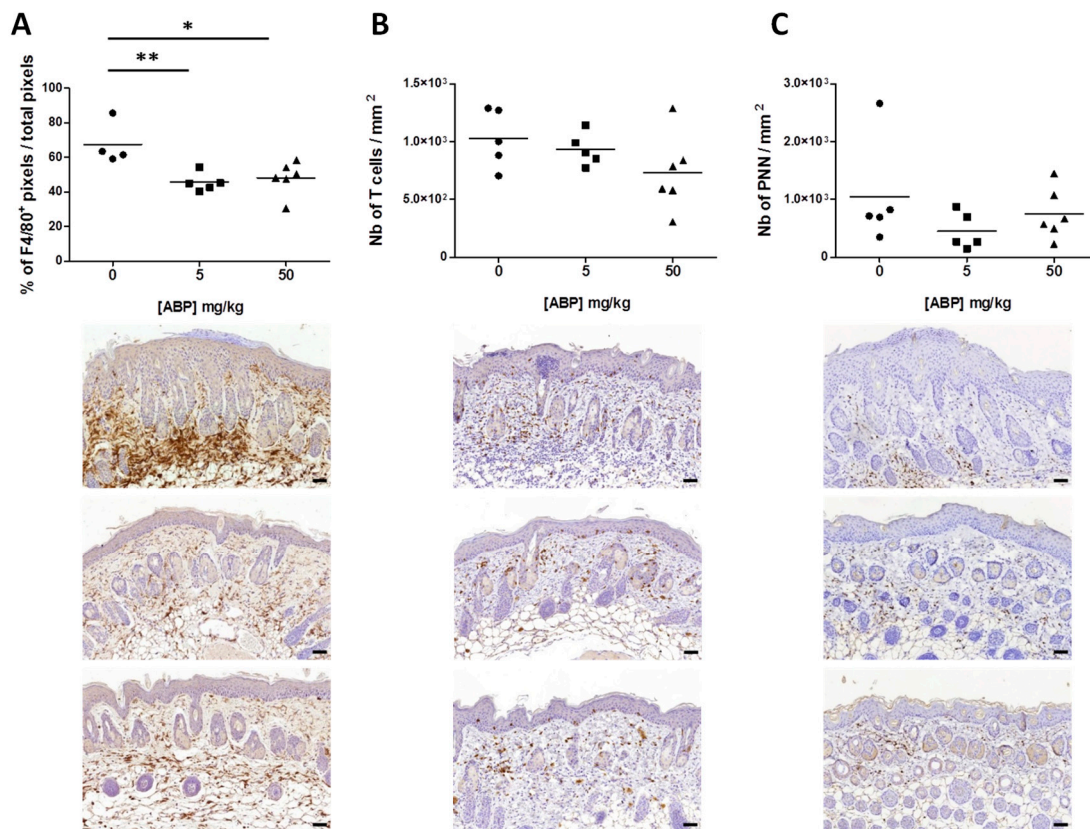 A
*
**
% of F4/80⁺ pixels / total pixels
100
80
60
40
20
0
0 5 50
[ABP] mg/kg
B
Nb of T cells / mm²
1.5×10³
1.0×10³
5.0×10²
0
0 5 50
[ABP] mg/kg
C
Nb of PNN / mm²
3.0×10³
2.0×10³
1.0×10³
0
0 5 50
[ABP] mg/kg